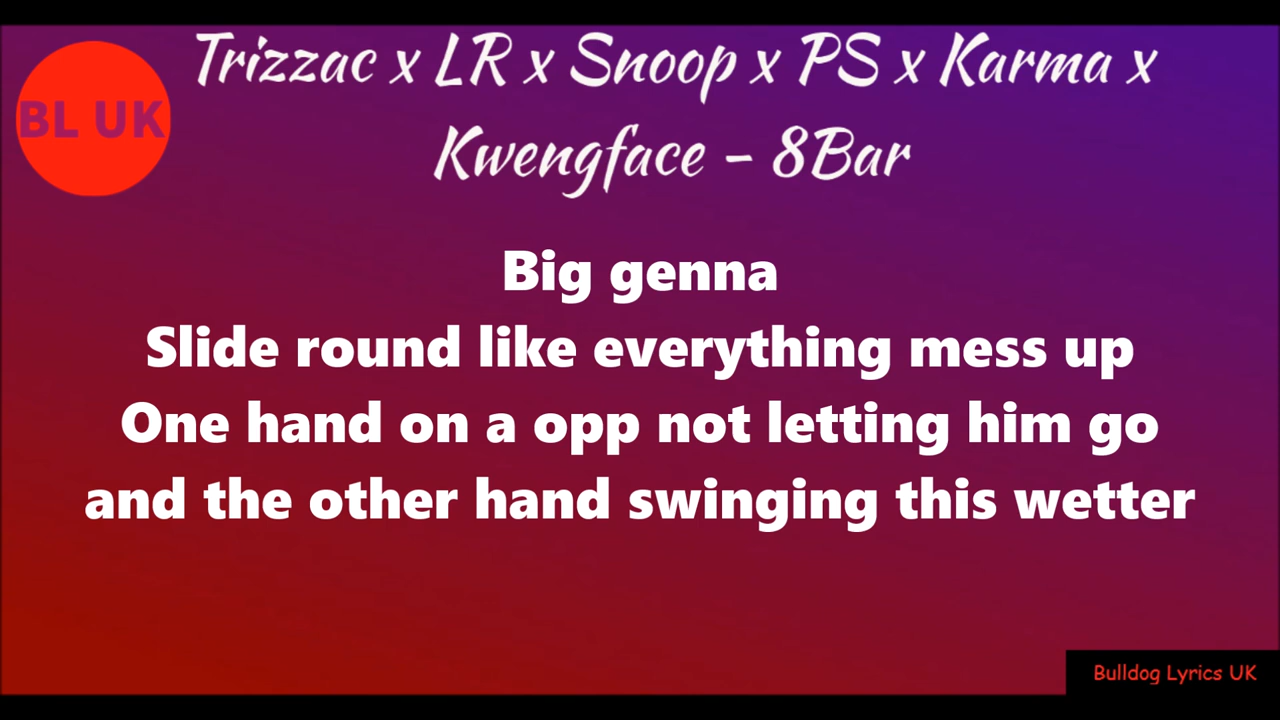 BL UK
Trizzac x LR x Snoop x PS x Karma x
Kwengface - 8Bar
Big genna
Slide round like everything mess up
One hand on a opp not letting him go
and the other hand swinging this wetter
Bulldog Lyrics UK